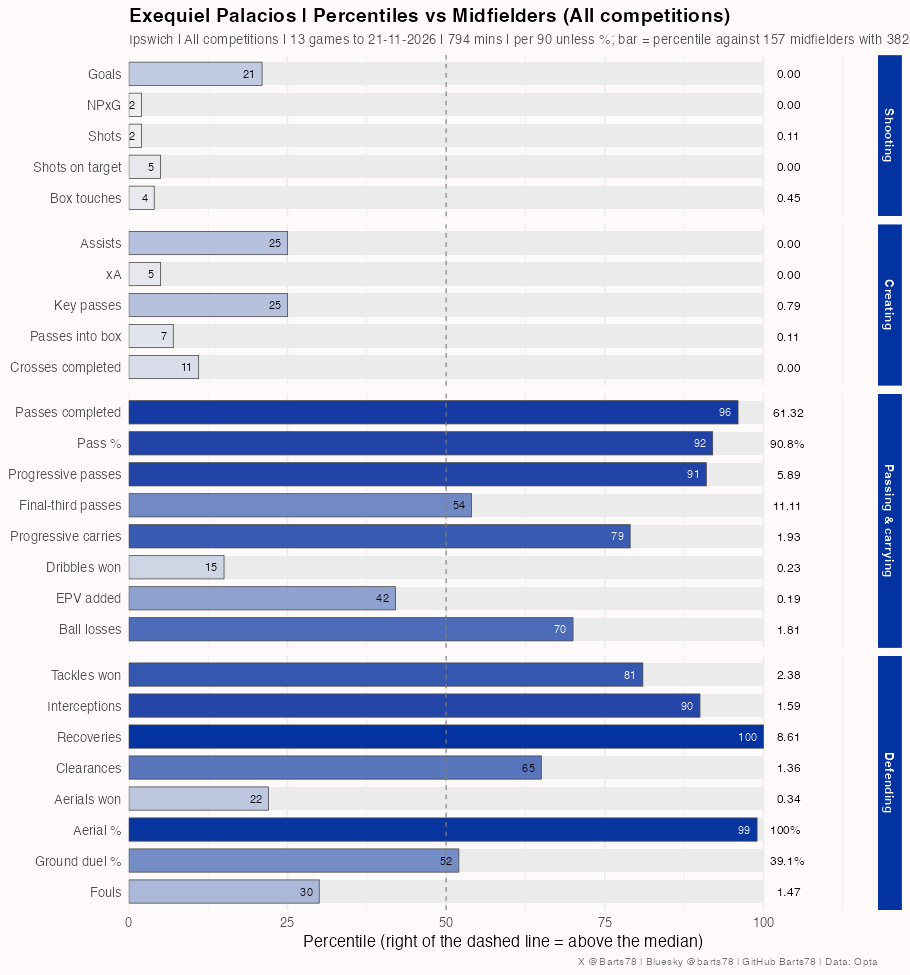 Exequiel Palacios | Percentiles vs Midfielders (All competitions)
Ipswich | All competitions | 13 games to 21-11-2026 | 794 mins | per 90 unless %; bar = percentile against 157 midfielders with 382
Goals 21 0.00
NPxG 2 0.00
Shots 2 0.11
Shots on target 5 0.00
Box touches 4 0.45
Shooting
Assists 25 0.00
xA 5 0.00
Key passes 25 0.79
Passes into box 7 0.11
Crosses completed 11 0.00
Creating
Passes completed 96 61.32
Pass % 92 90.8%
Progressive passes 91 5.89
Final-third passes 54 11.11
Progressive carries 79 1.93
Dribbles won 15 0.23
EPV added 42 0.19
Ball losses 70 1.81
Passing & carrying
Tackles won 81 2.38
Interceptions 90 1.59
Recoveries 100 8.61
Clearances 65 1.36
Aerials won 22 0.34
Aerial % 99 100%
Ground duel % 52 39.1%
Fouls 30 1.47
Defending
0 25 50 75 100
Percentile (right of the dashed line = above the median)
X @Barts78 | Bluesky @barts78 | GitHub Barts78 | Data: Opta